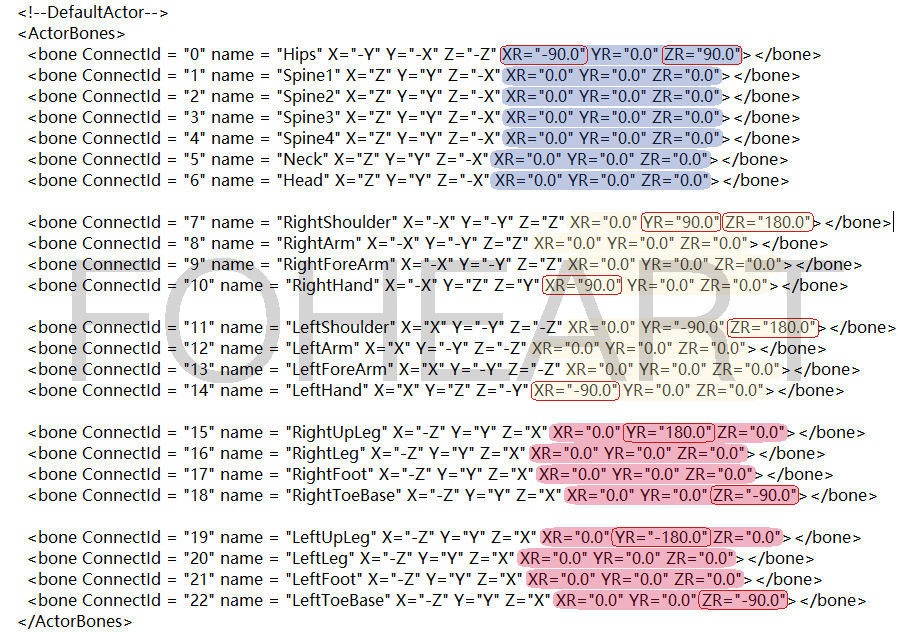 <!--DefaultActor-->
<ActorBones>
<bone ConnectId = "0" name = "Hips" X="-Y" Y="-X" Z="-Z" XR="-90.0" YR="0.0" ZR="90.0"></bone>
<bone ConnectId = "1" name = "Spine1" X="Z" Y="Y" Z="-X" XR="0.0" YR="0.0" ZR="0.0"></bone>
<bone ConnectId = "2" name = "Spine2" X="Z" Y="Y" Z="-X" XR="0.0" YR="0.0" ZR="0.0"></bone>
<bone ConnectId = "3" name = "Spine3" X="Z" Y="Y" Z="-X" XR="0.0" YR="0.0" ZR="0.0"></bone>
<bone ConnectId = "4" name = "Spine4" X="Z" Y="Y" Z="-X" XR="0.0" YR="0.0" ZR="0.0"></bone>
<bone ConnectId = "5" name = "Neck" X="Z" Y="Y" Z="-X" XR="0.0" YR="0.0" ZR="0.0"></bone>
<bone ConnectId = "6" name = "Head" X="Z" Y="Y" Z="-X" XR="0.0" YR="0.0" ZR="0.0"></bone>
<bone ConnectId = "7" name = "RightShoulder" X="-X" Y="-Y" Z="Z" XR="0.0" YR="90.0" ZR="180.0"></bone>
<bone ConnectId = "8" name = "RightArm" X="-X" Y="-Y" Z="Z" XR="0.0" YR="0.0" ZR="0.0"></bone>
<bone ConnectId = "9" name = "RightForeArm" X="-X" Y="-Y" Z="Z" XR="0.0" YR="0.0" ZR="0.0"></bone>
<bone ConnectId = "10" name = "RightHand" X="-X" Y="Z" Z="Y" XR="90.0" YR="0.0" ZR="0.0"></bone>
<bone ConnectId = "11" name = "LeftShoulder" X="X" Y="-Y" Z="-Z" XR="0.0" YR="-90.0" ZR="180.0"></bone>
<bone ConnectId = "12" name = "LeftArm" X="X" Y="-Y" Z="-Z" XR="0.0" YR="0.0" ZR="0.0"></bone>
<bone ConnectId = "13" name = "LeftForeArm" X="X" Y="-Y" Z="-Z" XR="0.0" YR="0.0" ZR="0.0"></bone>
<bone ConnectId = "14" name = "LeftHand" X="X" Y="Z" Z="-Y" XR="-90.0" YR="0.0" ZR="0.0"></bone>
<bone ConnectId = "15" name = "RightUpLeg" X="-Z" Y="Y" Z="X" XR="0.0" YR="180.0" ZR="0.0"></bone>
<bone ConnectId = "16" name = "RightLeg" X="-Z" Y="Y" Z="X" XR="0.0" YR="0.0" ZR="0.0"></bone>
<bone ConnectId = "17" name = "RightFoot" X="-Z" Y="Y" Z="X" XR="0.0" YR="0.0" ZR="0.0"></bone>
<bone ConnectId = "18" name = "RightToeBase" X="-Z" Y="Y" Z="X" XR="0.0" YR="0.0" ZR="-90.0"></bone>
<bone ConnectId = "19" name = "LeftUpLeg" X="-Z" Y="Y" Z="X" XR="0.0" YR="-180.0" ZR="0.0"></bone>
<bone ConnectId = "20" name = "LeftLeg" X="-Z" Y="Y" Z="X" XR="0.0" YR="0.0" ZR="0.0"></bone>
<bone ConnectId = "21" name = "LeftFoot" X="-Z" Y="Y" Z="X" XR="0.0" YR="0.0" ZR="0.0"></bone>
<bone ConnectId = "22" name = "LeftToeBase" X="-Z" Y="Y" Z="X" XR="0.0" YR="0.0" ZR="-90.0"></bone>
</ActorBones>
FOHEART